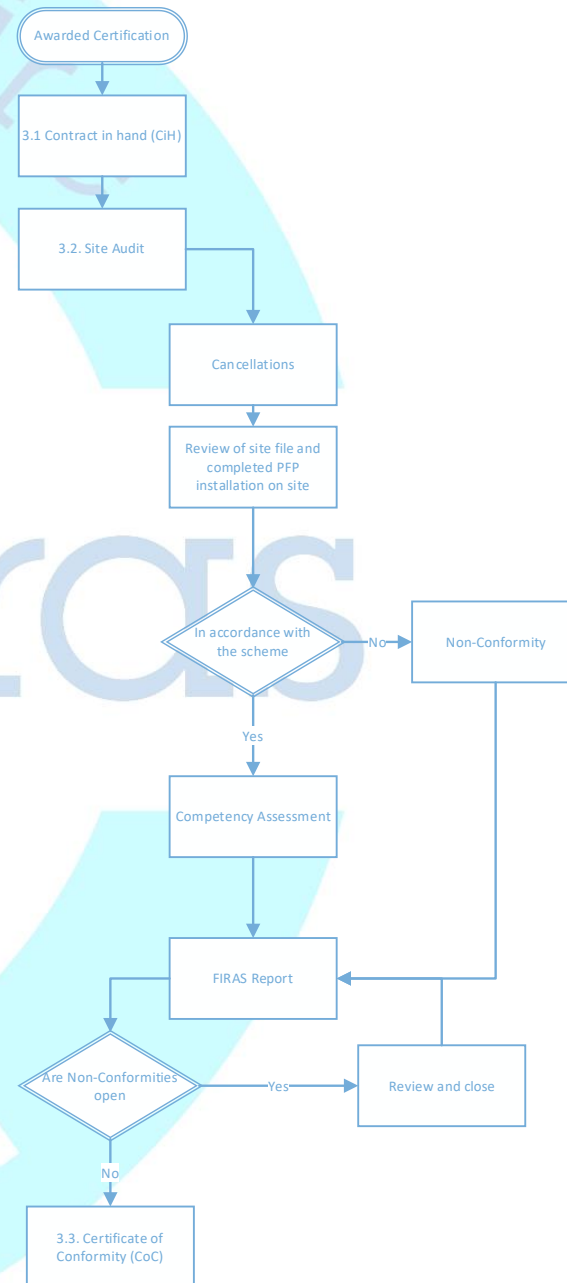 Awarded Certification
3.1 Contract in hand (CiH)
3.2. Site Audit
Cancellations
Review of site file and
completed PFP
installation on site
In accordance with
the scheme
No
Non-Conformity
Yes
Competency Assessment
FIRAS Report
Are Non-Conformities
open
Yes
Review and close
No
3.3. Certificate of
Conformity (CoC)